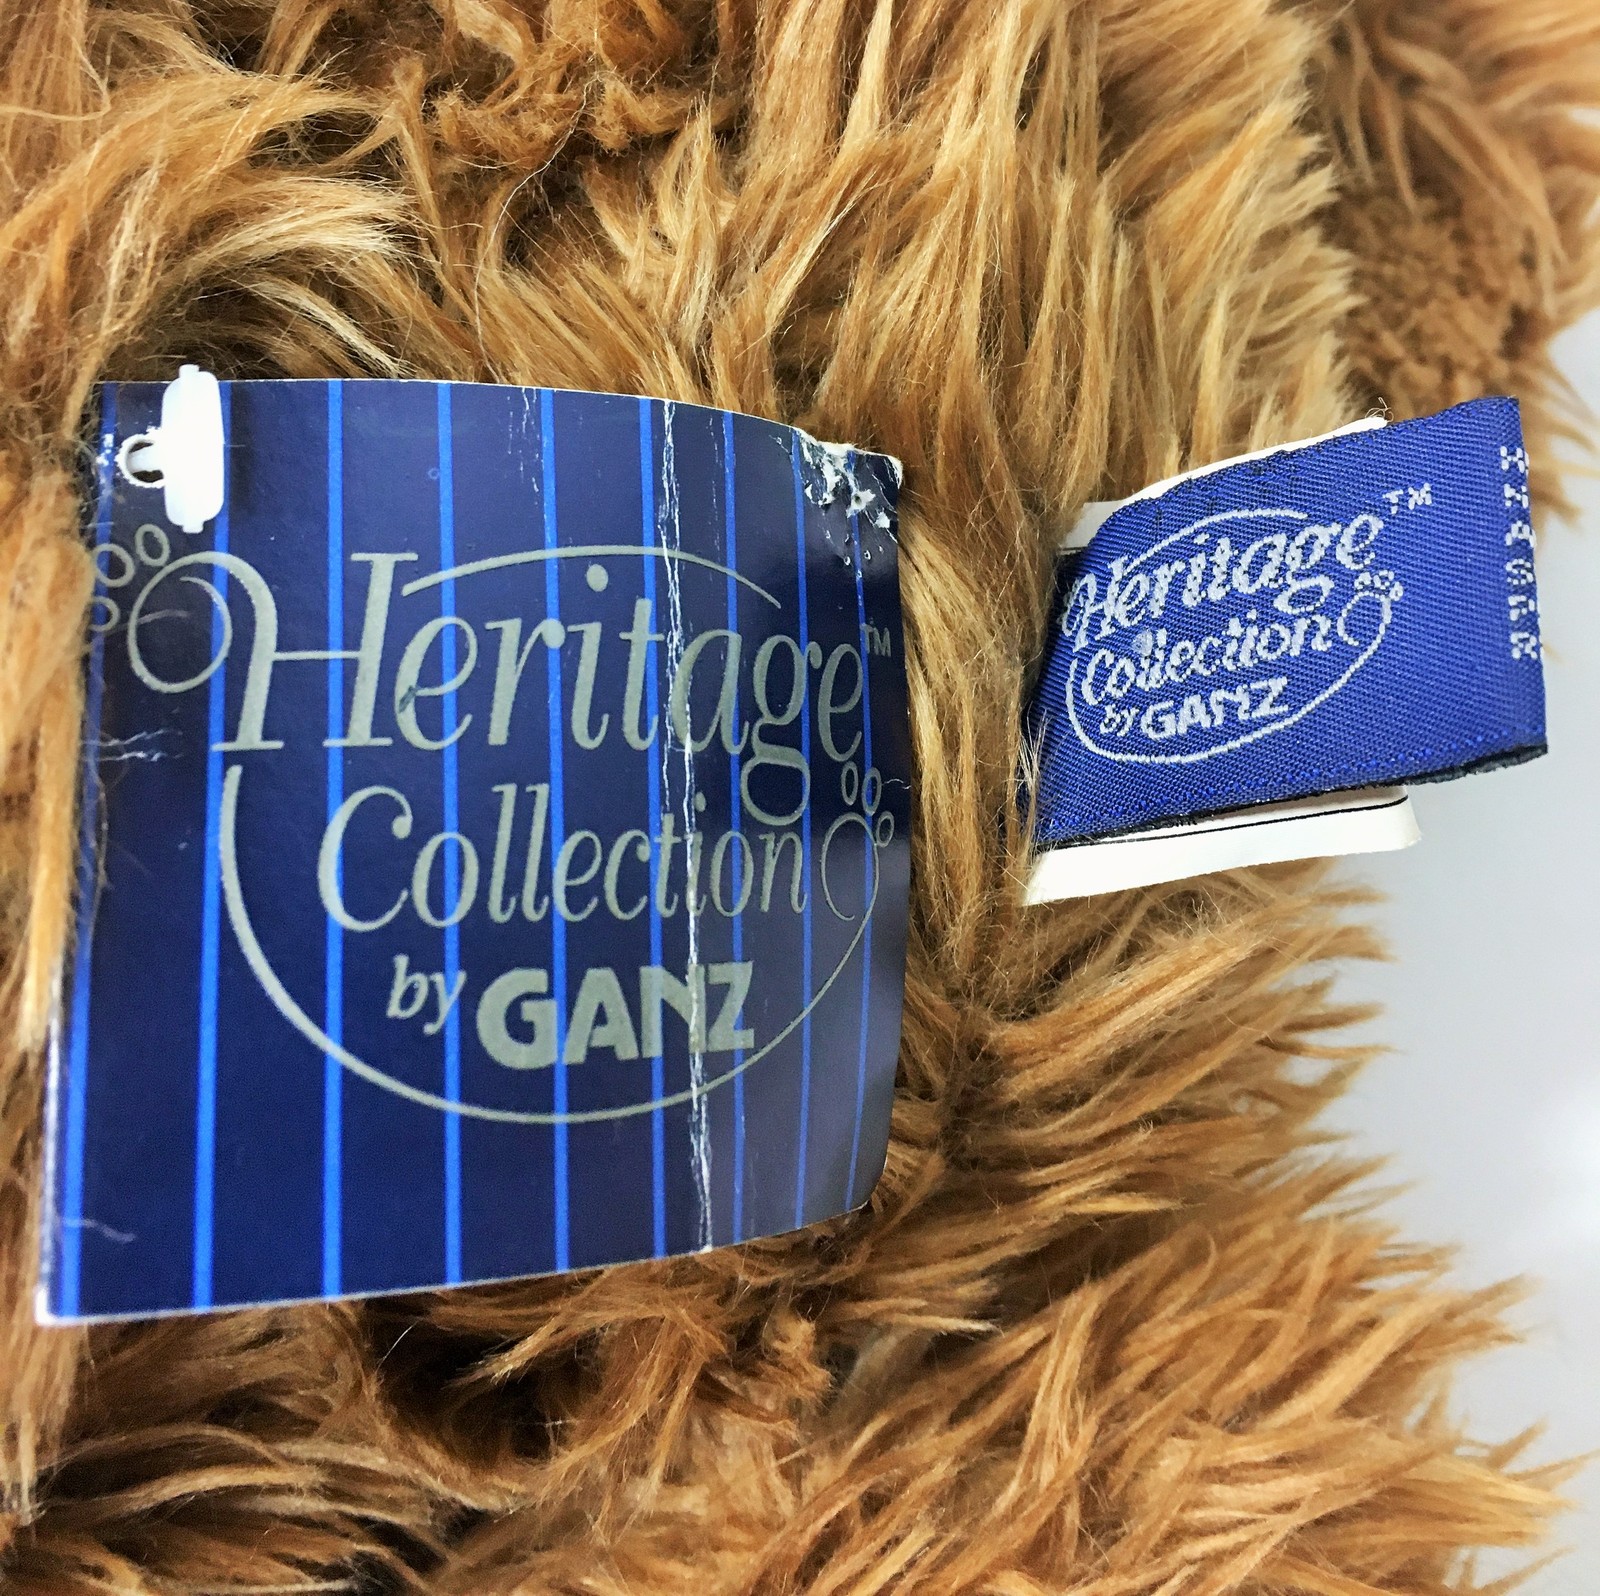 Heritage™
Collection
by GANZ
Heritage™
Collection
by GANZ